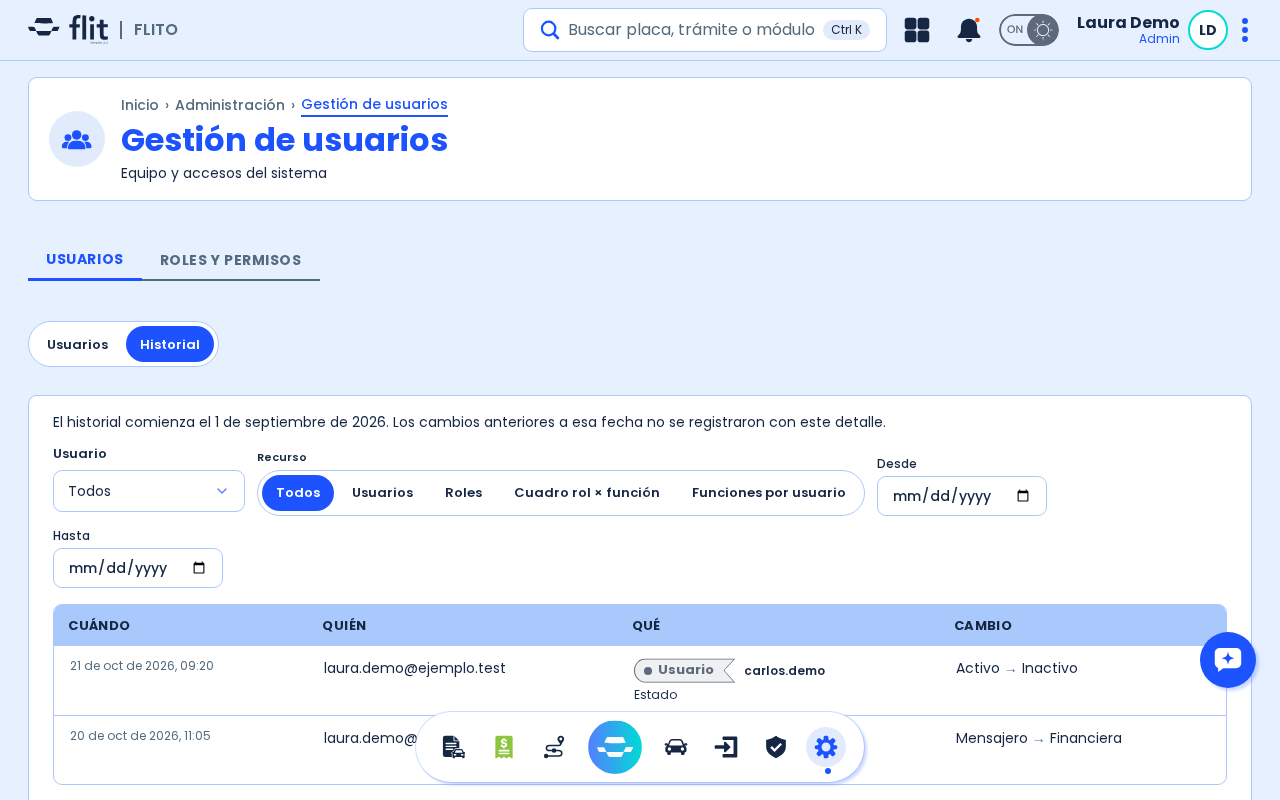 flit | FLITO
Buscar placa, trámite o módulo Ctrl K
ON
Laura Demo
Admin
LD
Inicio › Administración › Gestión de usuarios
Gestión de usuarios
Equipo y accesos del sistema
USUARIOS ROLES Y PERMISOS
Usuarios Historial
El historial comienza el 1 de septiembre de 2026. Los cambios anteriores a esa fecha no se registraron con este detalle.
Usuario
Todos
Recurso
Todos Usuarios Roles Cuadro rol × función Funciones por usuario
Desde
mm/dd/yyyy
Hasta
mm/dd/yyyy
CUÁNDO QUIÉN QUÉ CAMBIO
21 de oct de 2026, 09:20 laura.demo@ejemplo.test Usuario carlos.demo Activo → Inactivo
Estado
20 de oct de 2026, 11:05 laura.demo@ Mensajero → Financiera